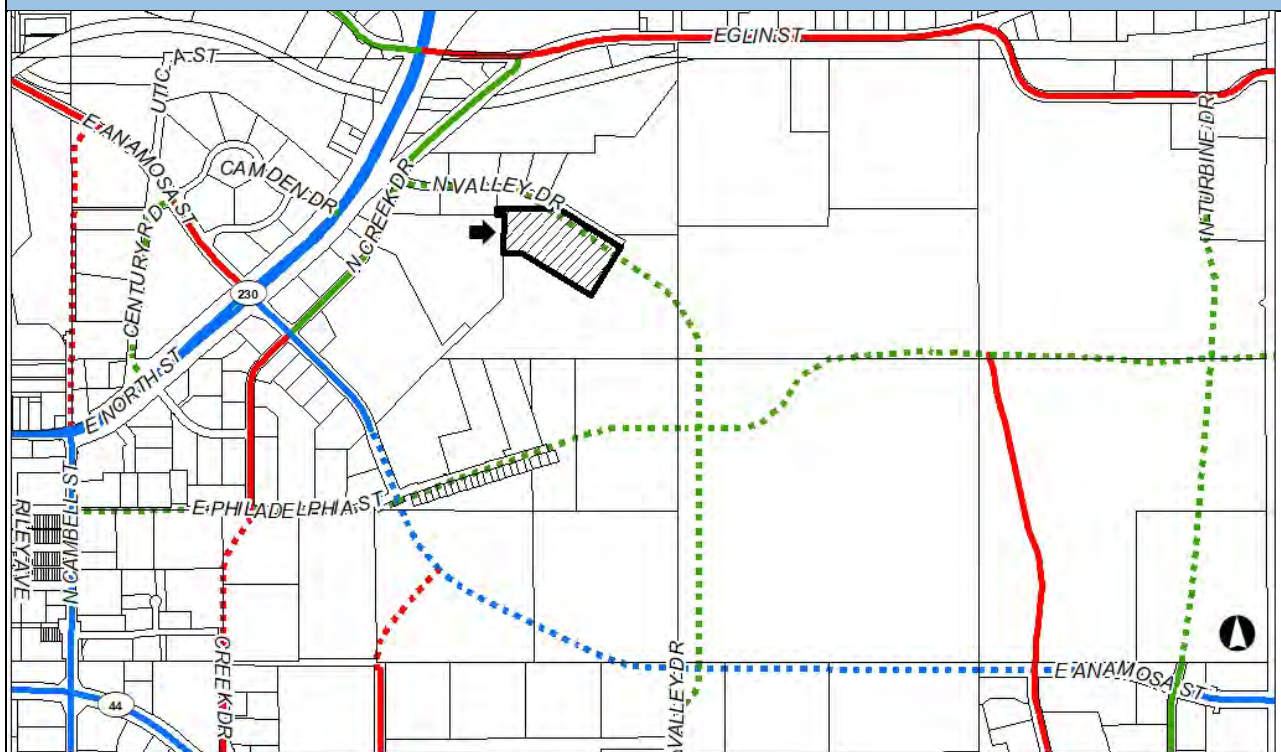 EGLIN ST
UTICA ST
E ANAMOSA ST
CAMDEN DR
N VALLEY DR
N TURBINE DR
N CREEK DR
CENTURY RD
230
E NORTH ST
E PHILADELPHIA ST
N CAMBELL ST
RILEY AVE
CREEK DR
VALLEY DR
E ANAMOSA ST
44